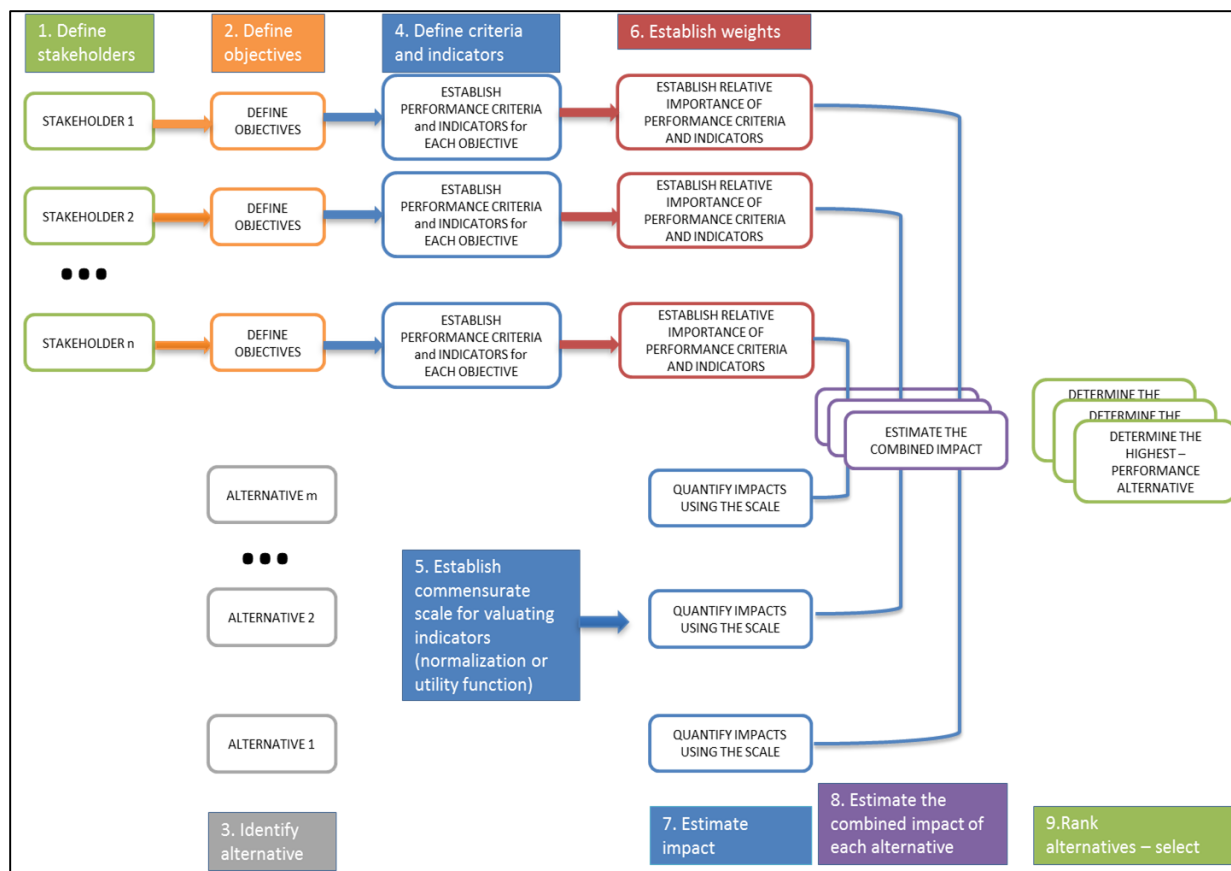 1. Define
stakeholders
2. Define
objectives
4. Define criteria
and indicators
6. Establish weights
STAKEHOLDER 1
DEFINE
OBJECTIVES
ESTABLISH
PERFORMANCE CRITERIA
and INDICATORS for
EACH OBJECTIVE
ESTABLISH RELATIVE
IMPORTANCE OF
PERFORMANCE CRITERIA
AND INDICATORS
STAKEHOLDER 2
DEFINE
OBJECTIVES
ESTABLISH
PERFORMANCE CRITERIA
and INDICATORS for
EACH OBJECTIVE
ESTABLISH RELATIVE
IMPORTANCE OF
PERFORMANCE CRITERIA
AND INDICATORS
...
STAKEHOLDER n
DEFINE
OBJECTIVES
ESTABLISH
PERFORMANCE CRITERIA
and INDICATORS for
EACH OBJECTIVE
ESTABLISH RELATIVE
IMPORTANCE OF
PERFORMANCE CRITERIA
AND INDICATORS
ESTIMATE THE
COMBINED IMPACT
DETERMINE THE
DETERMINE THE
DETERMINE THE
HIGHEST –
PERFORMANCE
ALTERNATIVE
ALTERNATIVE m
QUANTIFY IMPACTS
USING THE SCALE
...
5. Establish
commensurate
scale for valuating
indicators
(normalization or
utility function)
ALTERNATIVE 2
QUANTIFY IMPACTS
USING THE SCALE
ALTERNATIVE 1
QUANTIFY IMPACTS
USING THE SCALE
3. Identify
alternative
7. Estimate
impact
8. Estimate the
combined impact of
each alternative
9.Rank
alternatives – select